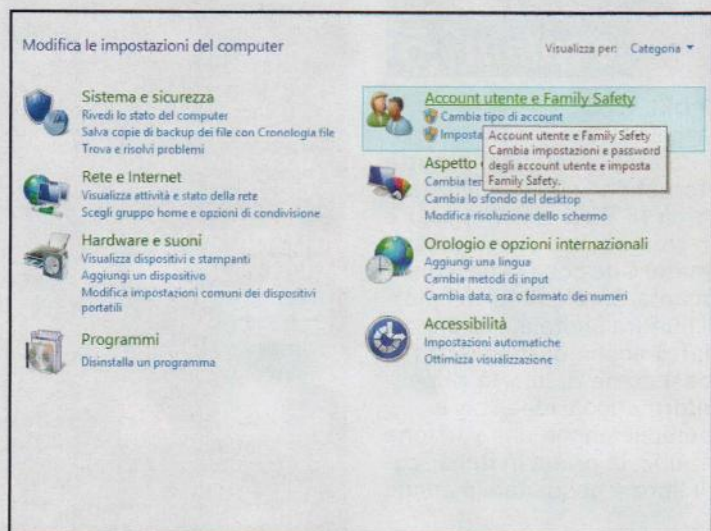 Modifica le impostazioni del computer
Visualizza per: Categoria
Sistema e sicurezza
Rivedi lo stato del computer
Salva copie di backup dei file con Cronologia file
Trova e risolvi problemi
Rete e Internet
Visualizza attività e stato della rete
Scegli gruppo home e opzioni di condivisione
Hardware e suoni
Visualizza dispositivi e stampanti
Aggiungi un dispositivo
Modifica impostazioni comuni dei dispositivi
portatili
Programmi
Disinstalla un programma
Account utente e Family Safety
Cambia tipo di account
Account utente e Family Safety
Cambia impostazioni e password
degli account utente e imposta
Family Safety.
Aspetto
Cambia
Cambia lo sfondo del desktop
Modifica risoluzione dello schermo
Orologio e opzioni internazionali
Aggiungi una lingua
Cambia metodi di input
Cambia data, ora o formato dei numeri
Accessibilità
Impostazioni automatiche
Ottimizza visualizzazione